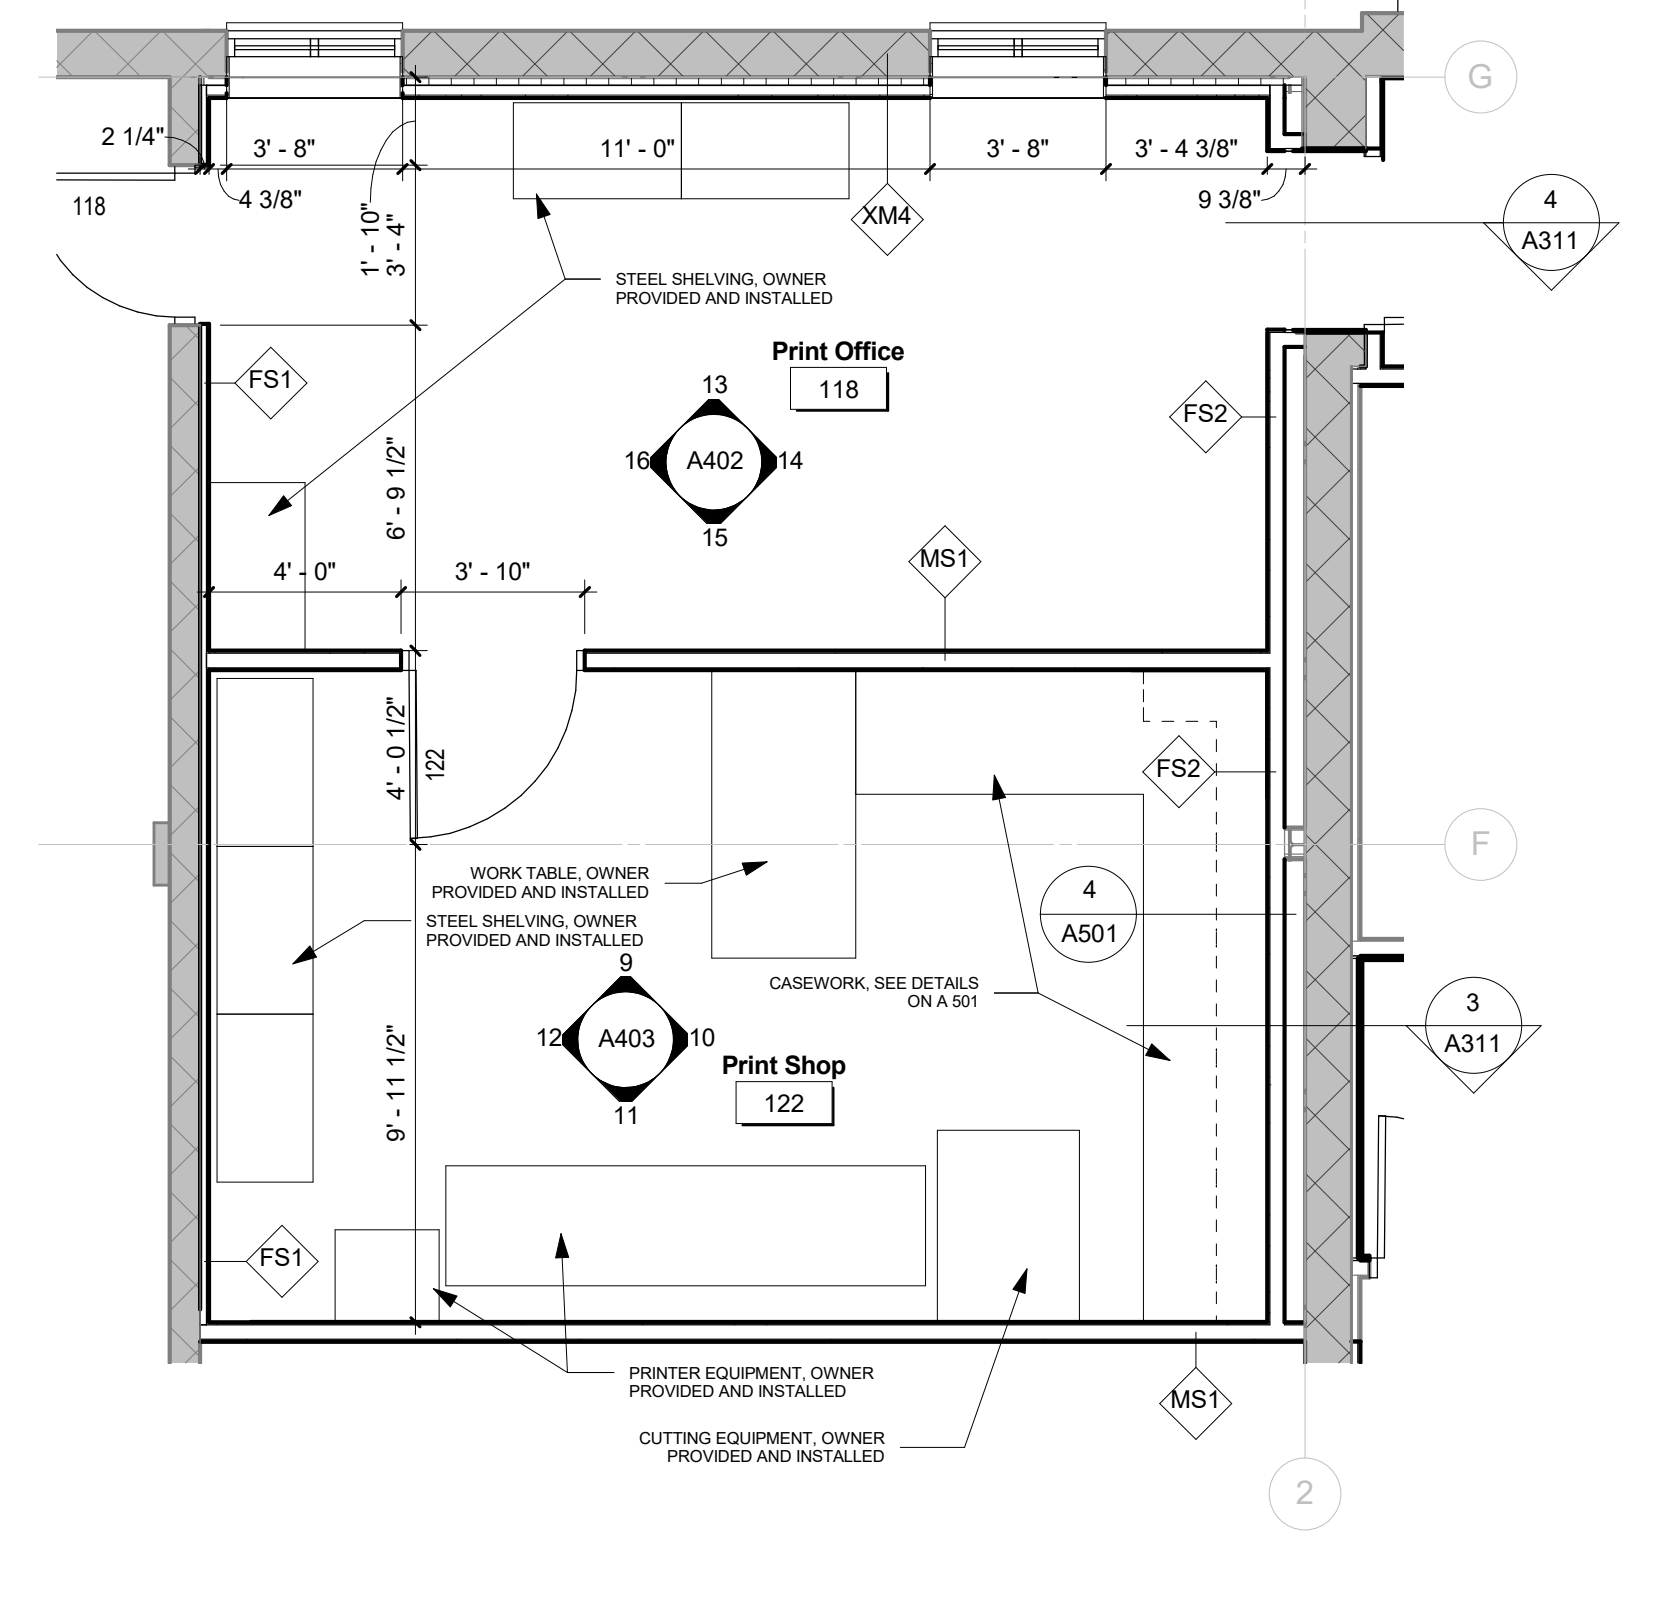 G
2 1/4"
3' - 8"
11' - 0"
3' - 8"
3' - 4 3/8"
118
4 3/8"
1' - 10"
3' - 4"
XM4
9 3/8"
4
A311
STEEL SHELVING, OWNER
PROVIDED AND INSTALLED
Print Office
118
FS1
13
16
A402
14
15
FS2
6' - 9 1/2"
4' - 0"
3' - 10"
MS1
4' - 0 1/2"
122
FS2
F
WORK TABLE, OWNER
PROVIDED AND INSTALLED
STEEL SHELVING, OWNER
PROVIDED AND INSTALLED
4
A501
CASEWORK, SEE DETAILS
ON A 501
9
12
A403
10
11
3
A311
Print Shop
122
9' - 11 1/2"
FS1
PRINTER EQUIPMENT, OWNER
PROVIDED AND INSTALLED
MS1
CUTTING EQUIPMENT, OWNER
PROVIDED AND INSTALLED
2